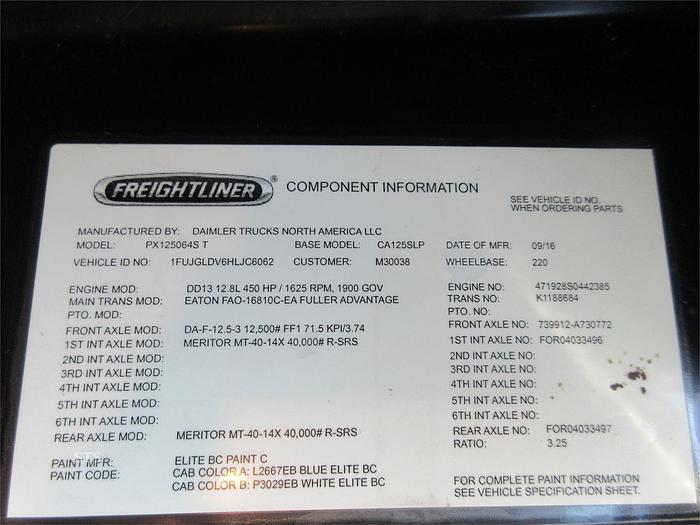 FREIGHTLINER ® COMPONENT INFORMATION
SEE VEHICLE ID NO.
WHEN ORDERING PARTS
MANUFACTURED BY: DAIMLER TRUCKS NORTH AMERICA LLC
MODEL: PX125064S T BASE MODEL: CA125SLP DATE OF MFR: 09/16
VEHICLE ID NO: 1FUJGLDV6HLJC6062 CUSTOMER: M30038 WHEELBASE: 220
ENGINE MOD: DD13 12.8L 450 HP / 1625 RPM, 1900 GOV ENGINE NO: 471928S0442385
MAIN TRANS MOD: EATON FAO-16810C-EA FULLER ADVANTAGE TRANS NO: K1188684
PTO. MOD: PTO. NO:
FRONT AXLE MOD: DA-F-12.5-3 12,500# FF1 71.5 KPI/3.74 FRONT AXLE NO: 739912-A730772
1ST INT AXLE MOD: MERITOR MT-40-14X 40,000# R-SRS 1ST INT AXLE NO: FOR04033496
2ND INT AXLE MOD: 2ND INT AXLE NO:
3RD INT AXLE MOD: 3RD INT AXLE NO:
4TH INT AXLE MOD: 4TH INT AXLE NO:
5TH INT AXLE MOD: 5TH INT AXLE NO:
6TH INT AXLE MOD: 6TH INT AXLE NO:
REAR AXLE MOD: MERITOR MT-40-14X 40,000# R-SRS REAR AXLE NO: FOR04033497
RATIO: 3.25
STS
PAINT MFR: ELITE BC PAINT C
PAINT CODE: CAB COLOR A: L2667EB BLUE ELITE BC
CAB COLOR B: P3029EB WHITE ELITE BC
FOR COMPLETE PAINT INFORMATION
SEE VEHICLE SPECIFICATION SHEET.